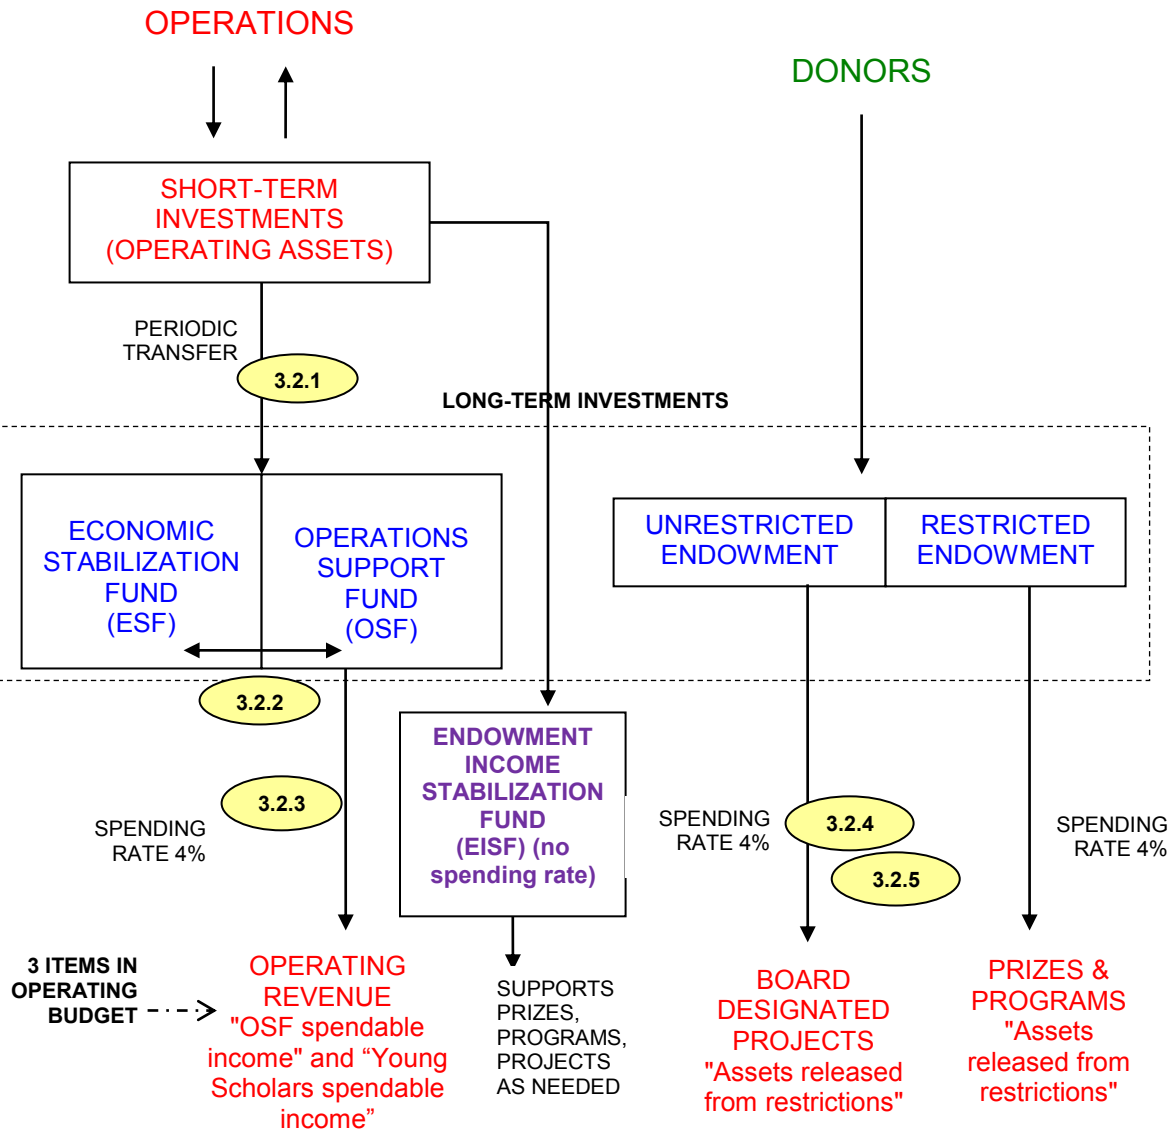 OPERATIONS
DONORS
SHORT-TERM
INVESTMENTS
(OPERATING ASSETS)
PERIODIC
TRANSFER
3.2.1
LONG-TERM INVESTMENTS
ECONOMIC
STABILIZATION
FUND
(ESF)
OPERATIONS
SUPPORT
FUND
(OSF)
UNRESTRICTED
ENDOWMENT
RESTRICTED
ENDOWMENT
3.2.2
ENDOWMENT
INCOME
STABILIZATION
FUND
(EISF) (no
spending rate)
3.2.3
SPENDING
RATE 4%
SPENDING
RATE 4%
3.2.4
3.2.5
SPENDING
RATE 4%
3 ITEMS IN
OPERATING
BUDGET
OPERATING
REVENUE
"OSF spendable
income" and “Young
Scholars spendable
income”
SUPPORTS
PRIZES,
PROGRAMS,
PROJECTS
AS NEEDED
BOARD
DESIGNATED
PROJECTS
"Assets released
from restrictions"
PRIZES &
PROGRAMS
"Assets
released from
restrictions"